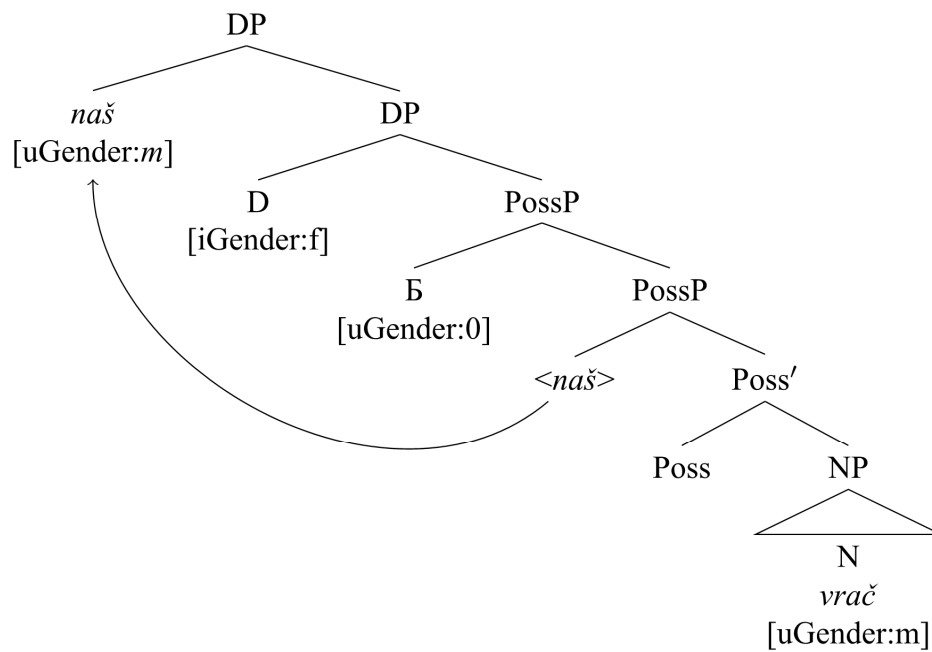 DP
naš
[uGender:m]
DP
D
[iGender:f]
PossP
Б
[uGender:0]
PossP
<naš>
Poss′
Poss
NP
N
vrač
[uGender:m]